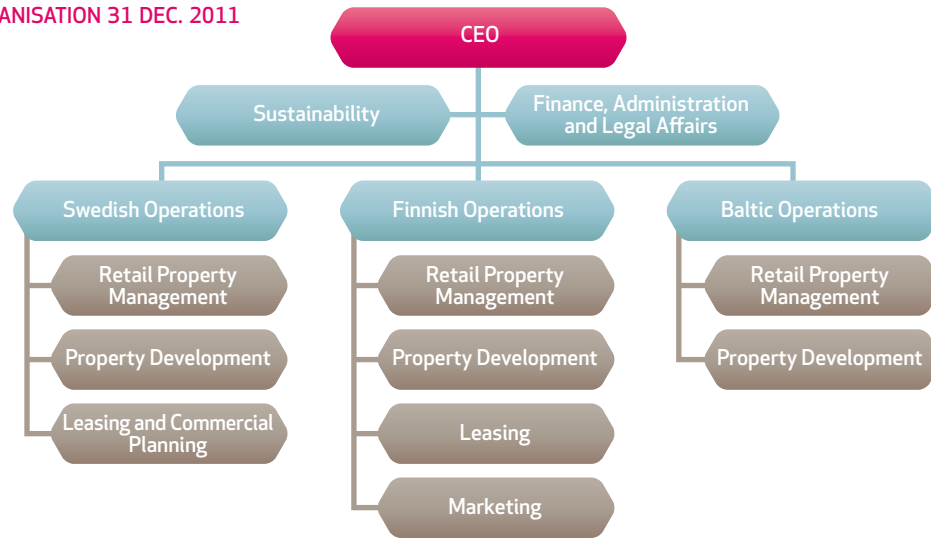 ANISATION 31 DEC. 2011
CEO
Sustainability
Finance, Administration
and Legal Affairs
Swedish Operations
Finnish Operations
Baltic Operations
Retail Property
Management
Retail Property
Management
Retail Property
Management
Property Development
Property Development
Property Development
Leasing and Commercial
Planning
Leasing
Marketing